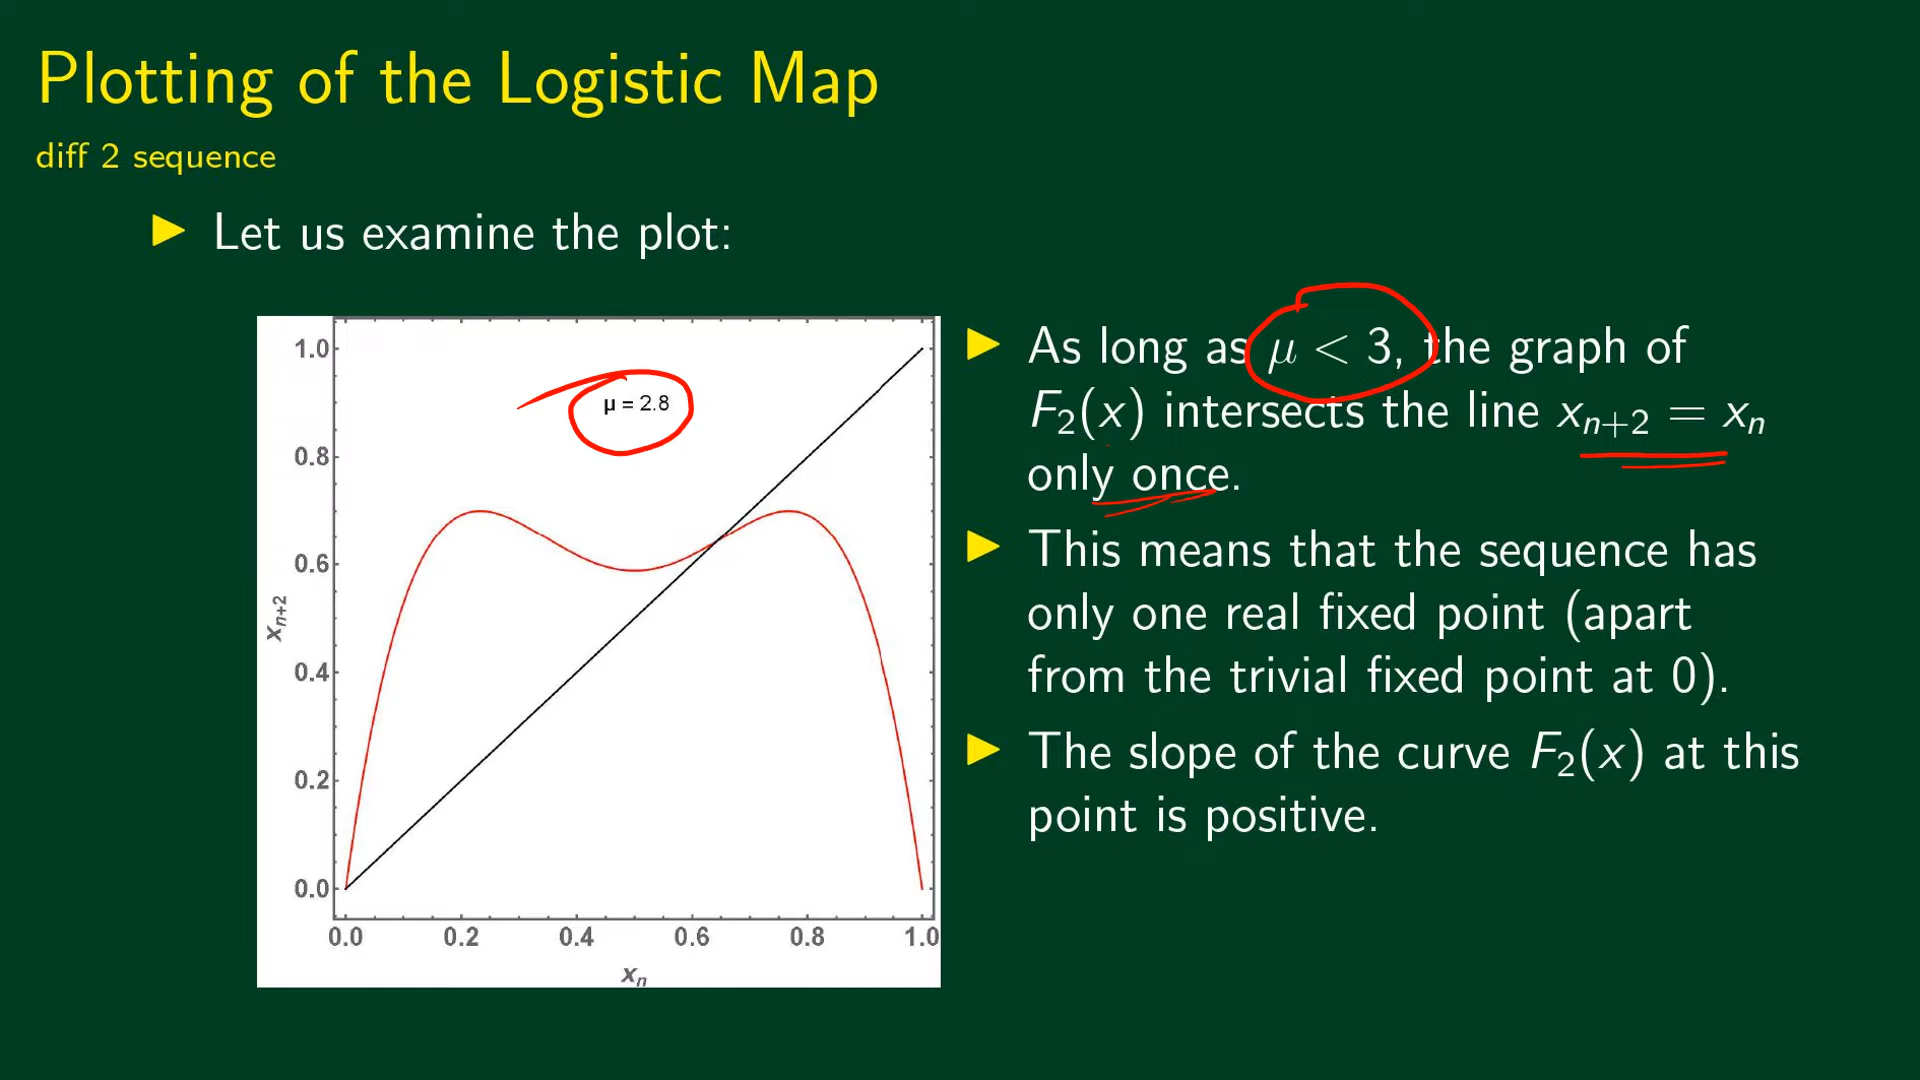 Plotting of the Logistic Map
diff 2 sequence
Let us examine the plot:
As long as μ < 3, the graph of
F₂(x) intersects the line xₙ₊₂ = xₙ
only once.
This means that the sequence has
only one real fixed point (apart
from the trivial fixed point at 0).
The slope of the curve F₂(x) at this
point is positive.
μ = 2.8
1.0
0.8
0.6
0.4
0.2
0.0
xₙ₊₂
0.0 0.2 0.4 0.6 0.8 1.0
xₙ